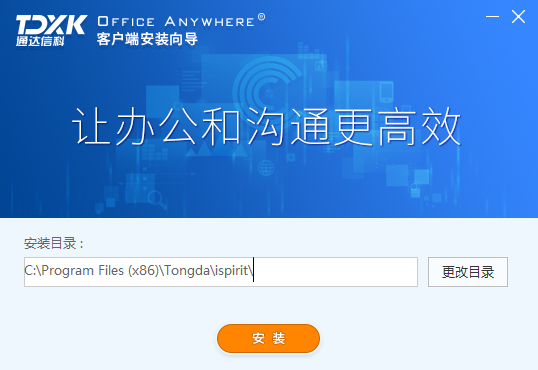 TDXK OFFICE ANYWHERE®
通达信科 客户端安装向导
让办公和沟通更高效
安装目录：
C:\Program Files (x86)\Tongda\ispirit\
更改目录
安 装